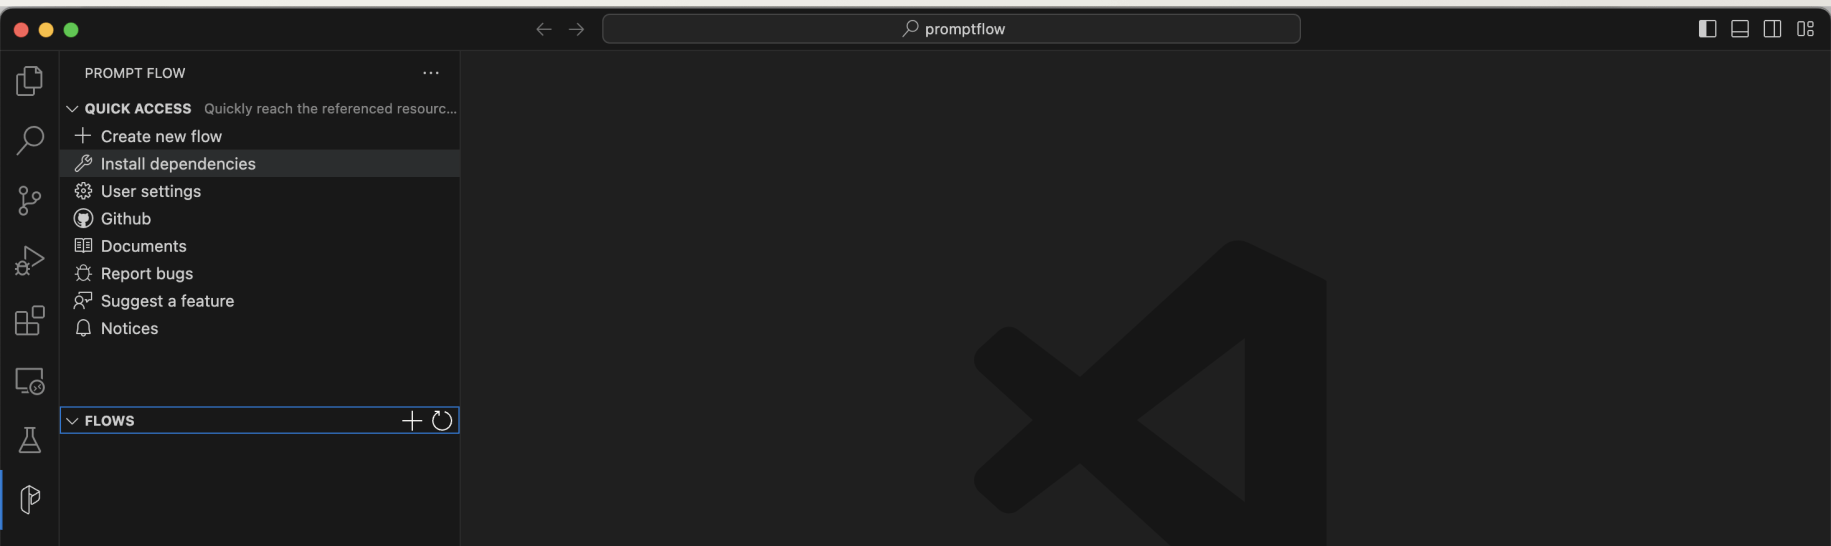 promptflow
PROMPT FLOW
QUICK ACCESS Quickly reach the referenced resourc...
Create new flow
Install dependencies
User settings
Github
Documents
Report bugs
Suggest a feature
Notices
FLOWS